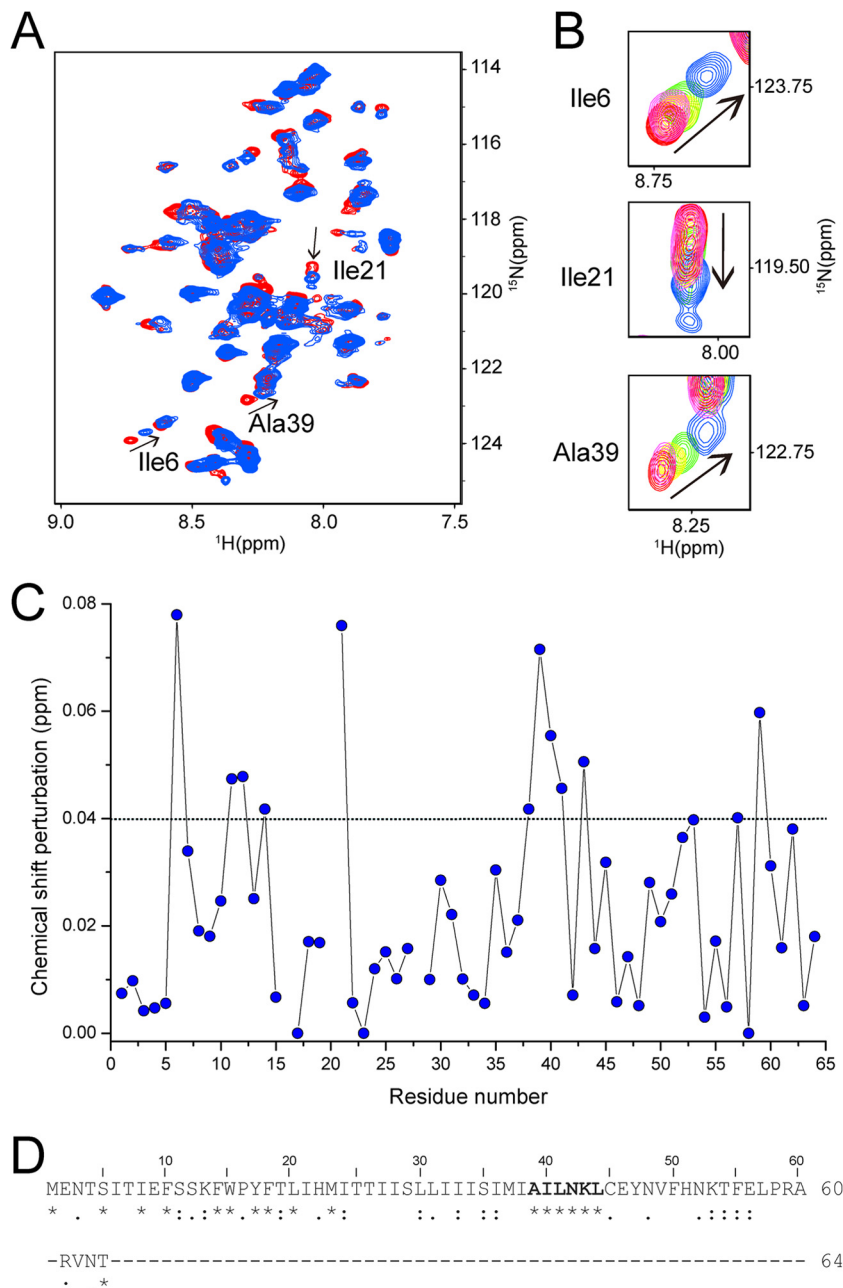 A
114
116
118
120
122
124
¹⁵N(ppm)
Ile21
Ala39
Ile6
9.0 8.5 8.0 7.5
¹H(ppm)
B
Ile6
123.75
8.75
Ile21
119.50
¹⁵N(ppm)
8.00
Ala39
122.75
8.25
¹H(ppm)
C
0.08
0.06
0.04
0.02
0.00
Chemical shift perturbation (ppm)
0 5 10 15 20 25 30 35 40 45 50 55 60 65
Residue number
D
10 20 30 40 50 60
MENTSITIEFSSKFWPYFTLIHMITTIISLLIIISIMIAILNKLCEYNVFHNKTFELPRA 60
* . *  * *:.:**.**: . *:     : .: ::  ******.  .   .::::
-RVNT------------------------------------------------------- 64
 .  *